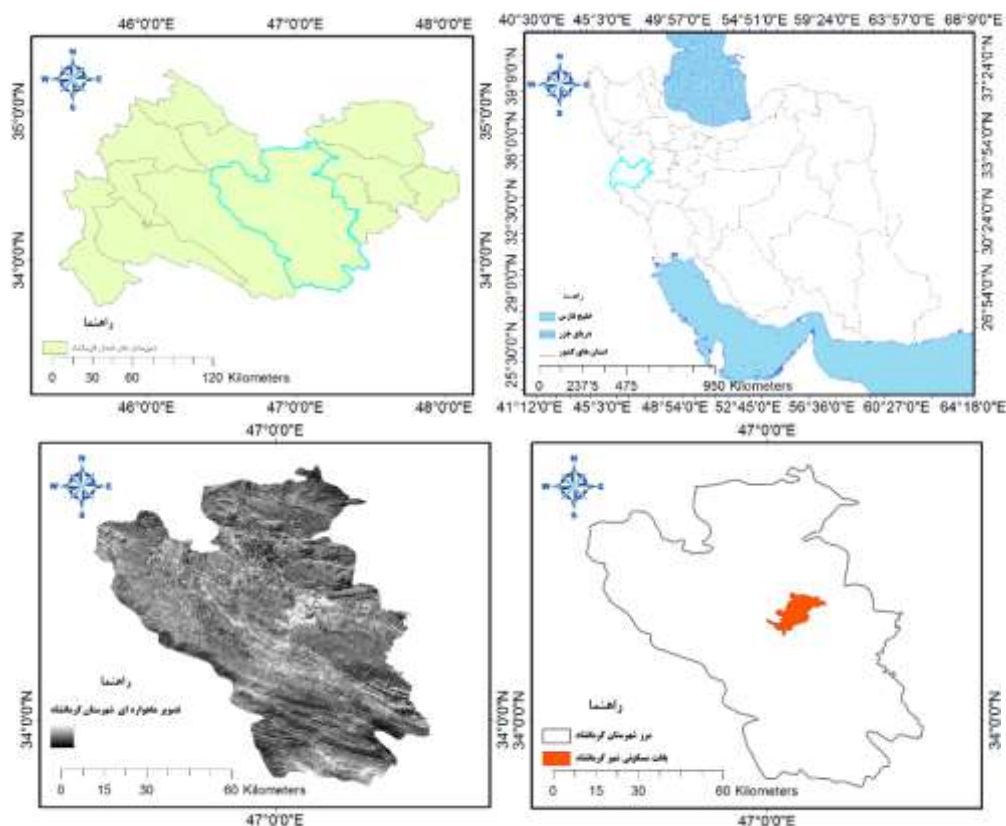 46°0'0"E 47°0'0"E 48°0'0"E
N
W E
S
35°0'0"N
34°0'0"N
راهنما
0 30 60 120 Kilometers
46°0'0"E 47°0'0"E 48°0'0"E
40°30'0"E 45°3'0"E 49°57'0"E 54°51'0"E 59°24'0"E 63°57'0"E 68°9'0"E
N
W E
S
39°9'0"N
36°0'0"N
32°30'0"N
29°0'0"N
25°30'0"N
37°24'0"N
33°54'0"N
30°24'0"N
26°54'0"N
راهنما
خلیج فارس
دریای خزر
استان های کشور
0 237٫5 475 950 Kilometers
41°12'0"E 45°3'0"E 48°54'0"E 52°45'0"E 56°36'0"E 60°27'0"E 64°18'0"E
47°0'0"E
N
W E
S
راهنما
تصویر ماهواره ای شهرستان کرمانشاه
34°0'0"N
34°0'0"N
0 15 30 60 Kilometers
47°0'0"E
47°0'0"E
N
W E
S
راهنما
مرز شهرستان کرمانشاه
بافت مسکونی شهر کرمانشاه
34°0'0"N
34°0'0"N
0 15 30 60 Kilometers
47°0'0"E